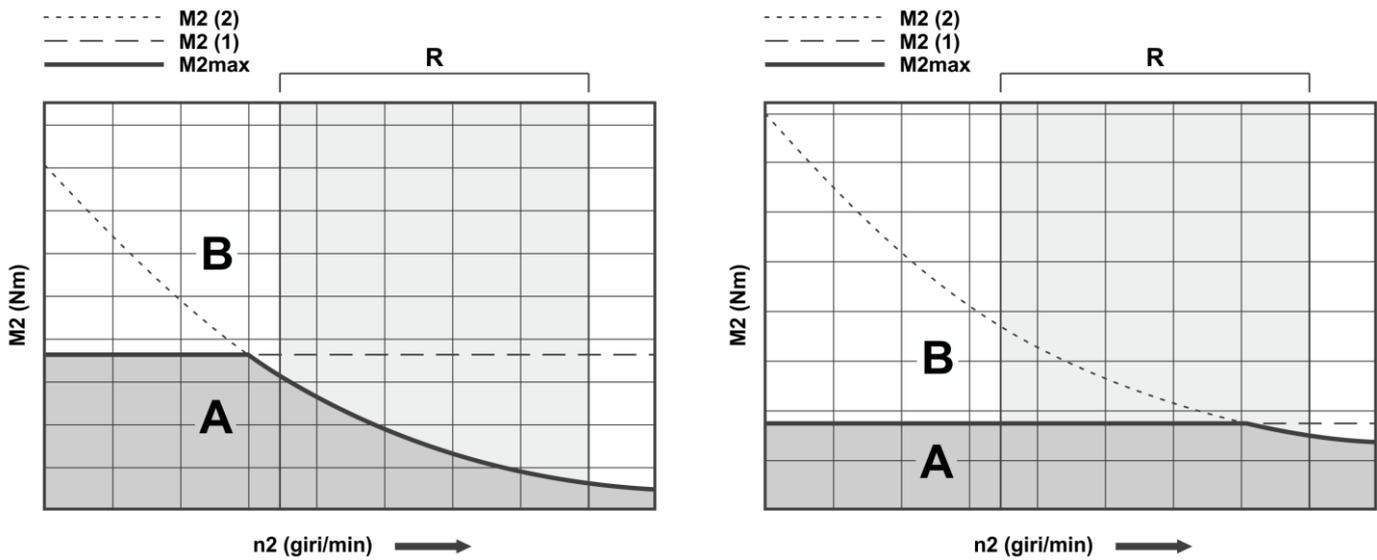 M2 (2)
M2 (1)
M2max
R
B
A
M2 (Nm)
n2 (giri/min)
M2 (2)
M2 (1)
M2max
R
B
A
M2 (Nm)
n2 (giri/min)